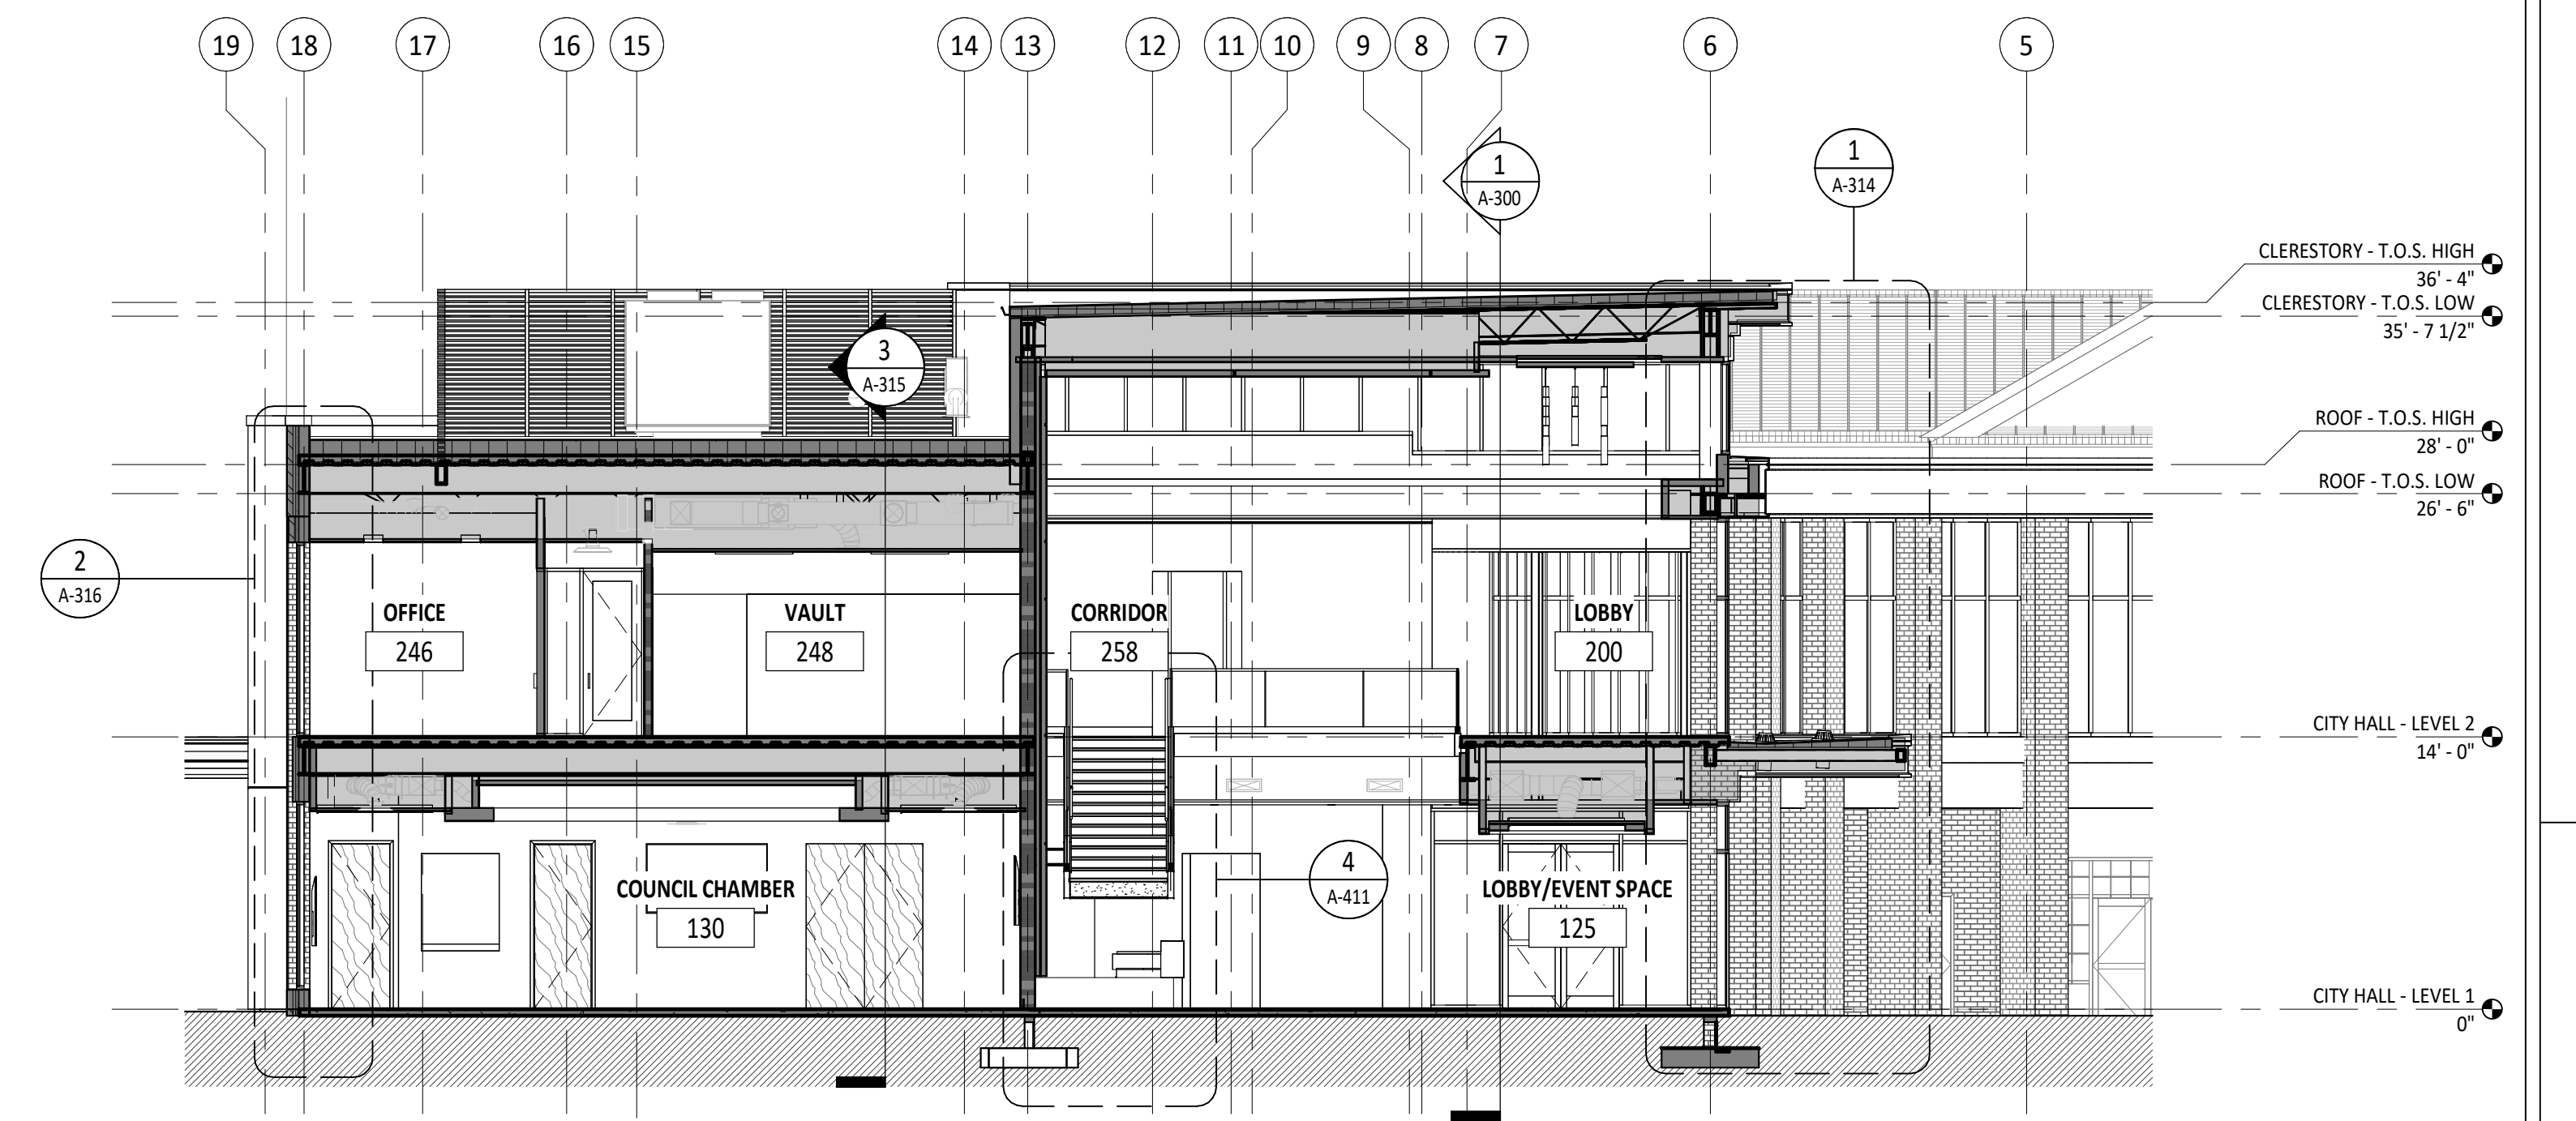 19 18 17 16 15 14 13 12 11 10 9 8 7 6 5
1
A-300
1
A-314
CLERESTORY - T.O.S. HIGH
36' - 4"
CLERESTORY - T.O.S. LOW
35' - 7 1/2"
3
A-315
ROOF - T.O.S. HIGH
28' - 0"
ROOF - T.O.S. LOW
26' - 6"
2
A-316
OFFICE
246
VAULT
248
CORRIDOR
258
LOBBY
200
CITY HALL - LEVEL 2
14' - 0"
4
A-411
COUNCIL CHAMBER
130
LOBBY/EVENT SPACE
125
CITY HALL - LEVEL 1
0"